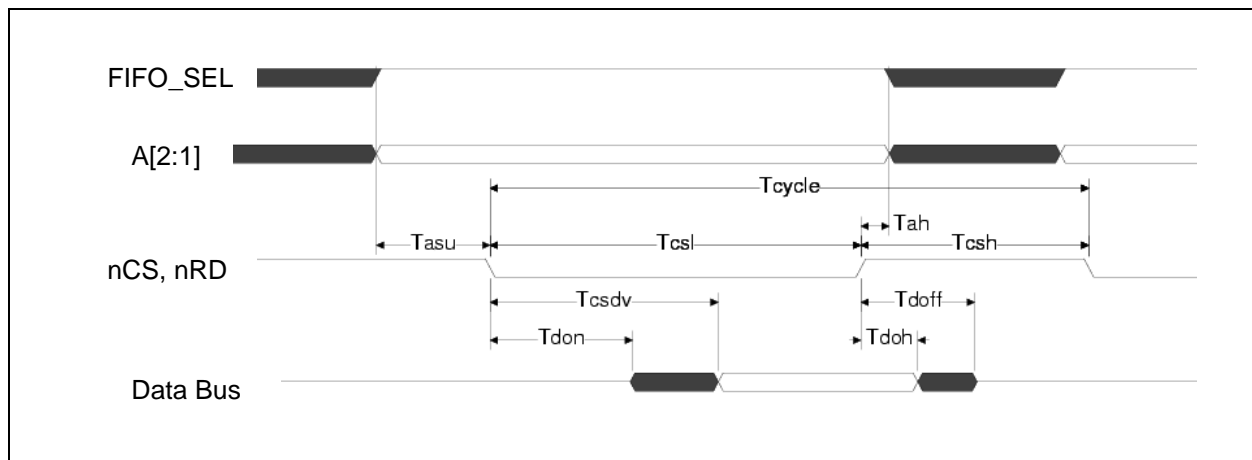 FIFO_SEL
A[2:1]
Tcycle
Tah
Tasu
Tcsl
Tcsh
nCS, nRD
Tcsdv
Tdoff
Tdon
Tdoh
Data Bus